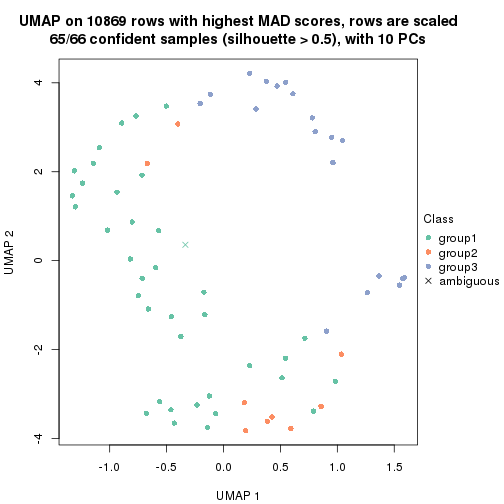 UMAP on 10869 rows with highest MAD scores, rows are scaled
65/66 confident samples (silhouette > 0.5), with 10 PCs
4
2
0
-2
-4
UMAP 2
-1.0 -0.5 0.0 0.5 1.0 1.5
UMAP 1
Class
group1
group2
group3
ambiguous